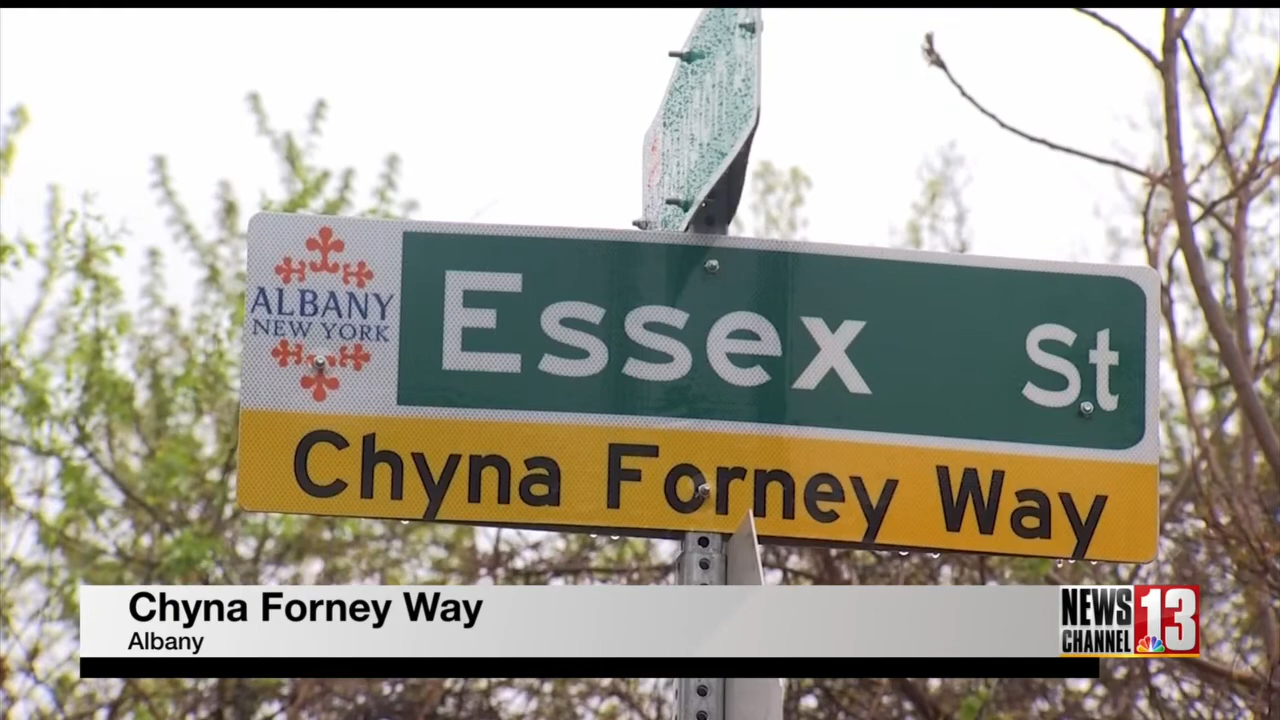 ALBANY
NEW YORK
Essex St
Chyna Forney Way
Chyna Forney Way
Albany
NEWS
CHANNEL
13